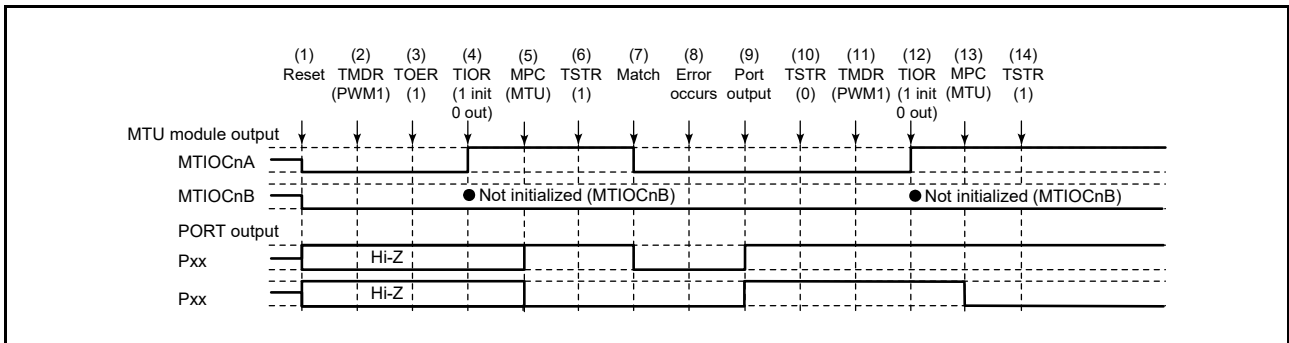 (1) (2) (3) (4) (5) (6) (7) (8) (9) (10) (11) (12) (13) (14)
Reset TMDR TOER TIOR MPC TSTR Match Error Port TSTR TMDR TIOR MPC TSTR
(PWM1) (1) (1 init (MTU) (1) occurs output (0) (PWM1) (1 init (MTU) (1)
0 out) 0 out)
MTU module output
MTIOCnA
MTIOCnB ● Not initialized (MTIOCnB) ● Not initialized (MTIOCnB)
PORT output
Pxx Hi-Z
Pxx Hi-Z